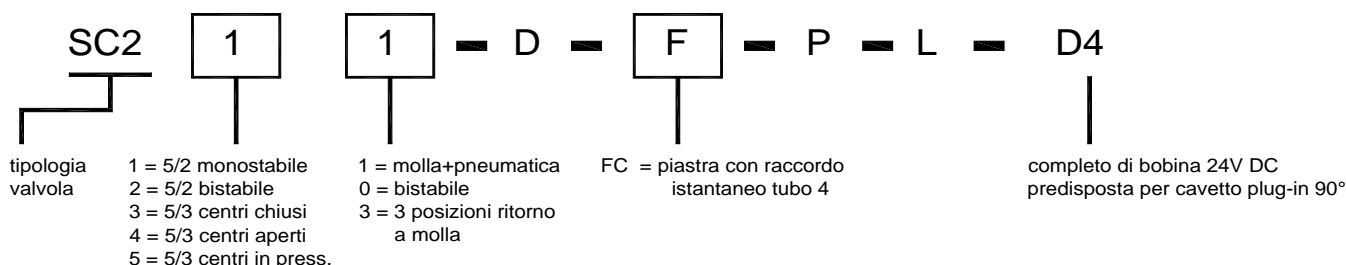 SC2 1 1 - D - F - P - L - D4
tipologia
valvola
1 = 5/2 monostabile
2 = 5/2 bistabile
3 = 5/3 centri chiusi
4 = 5/3 centri aperti
5 = 5/3 centri in press.
1 = molla+pneumatica
0 = bistabile
3 = 3 posizioni ritorno
a molla
FC = piastra con raccordo
istantaneo tubo 4
completo di bobina 24V DC
predisposta per cavetto plug-in 90°